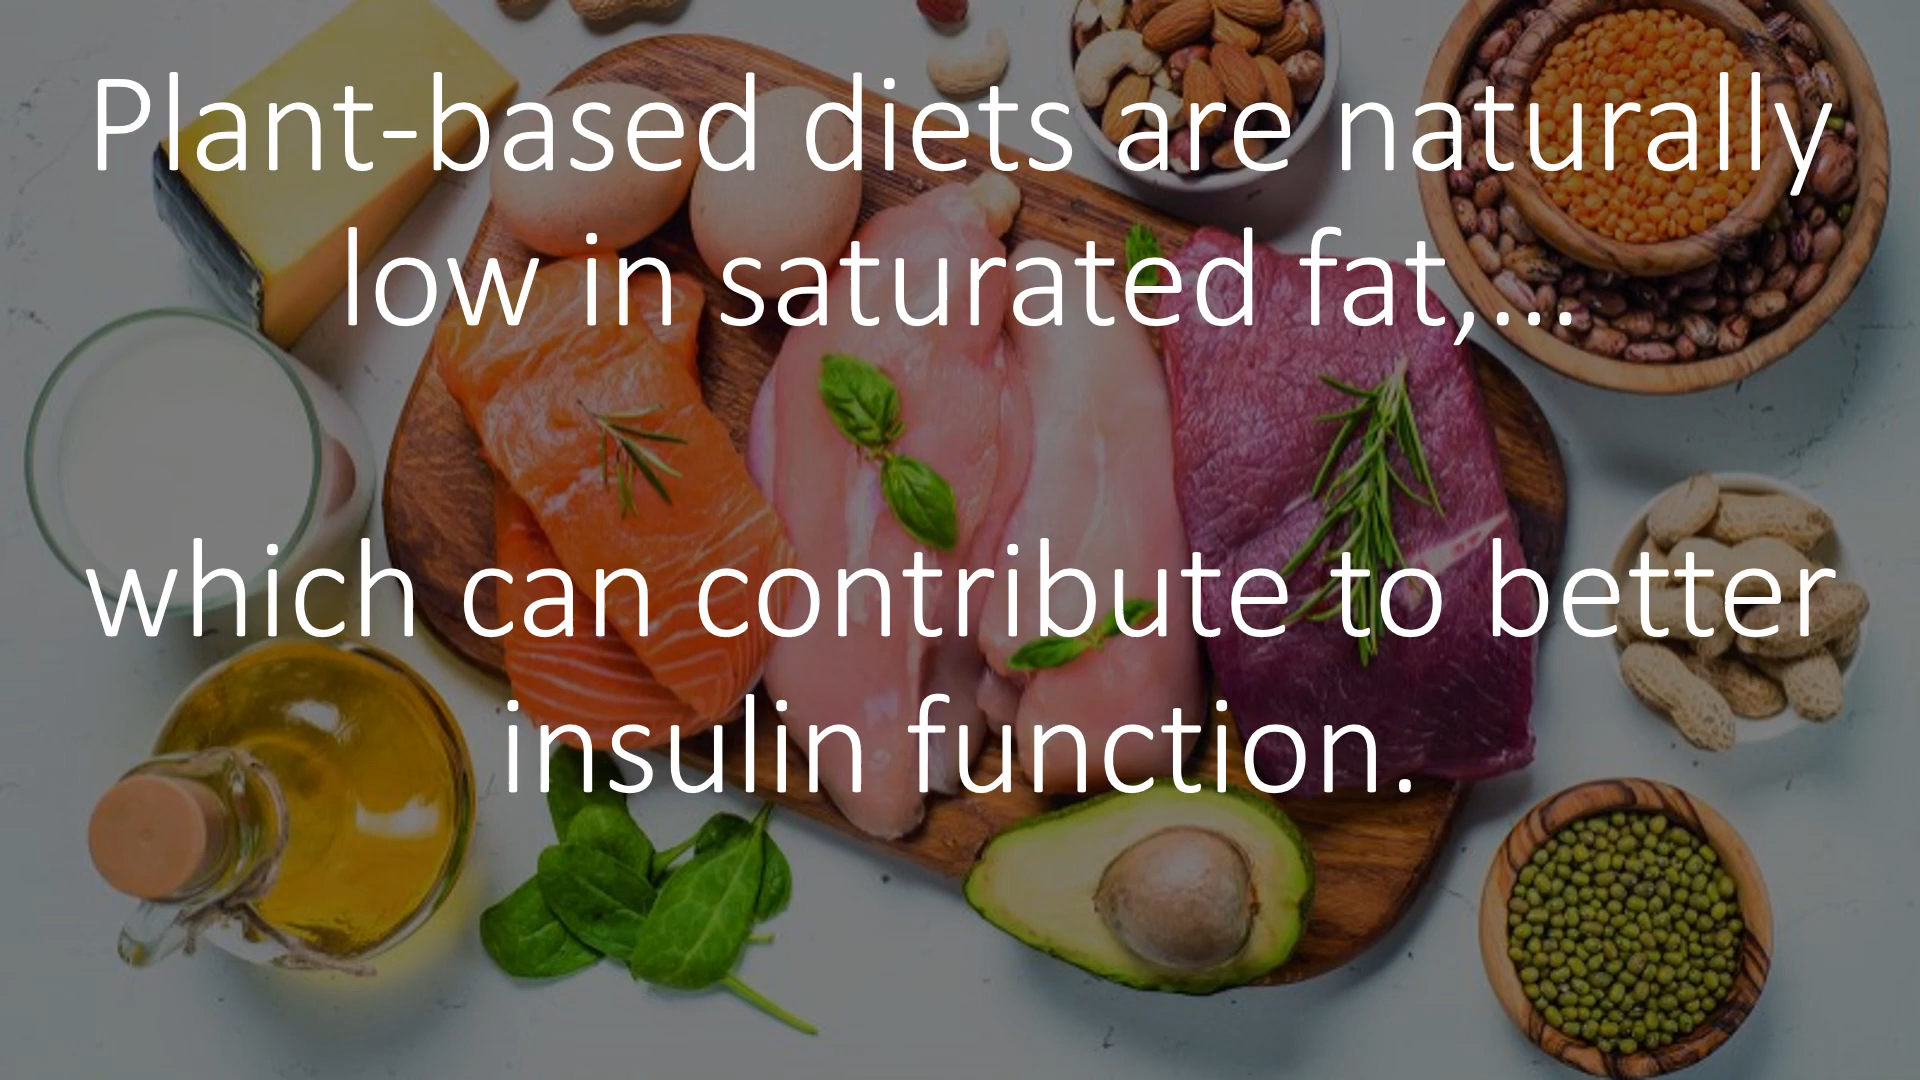 Plant-based diets are naturally
low in saturated fat,...
which can contribute to better
insulin function.